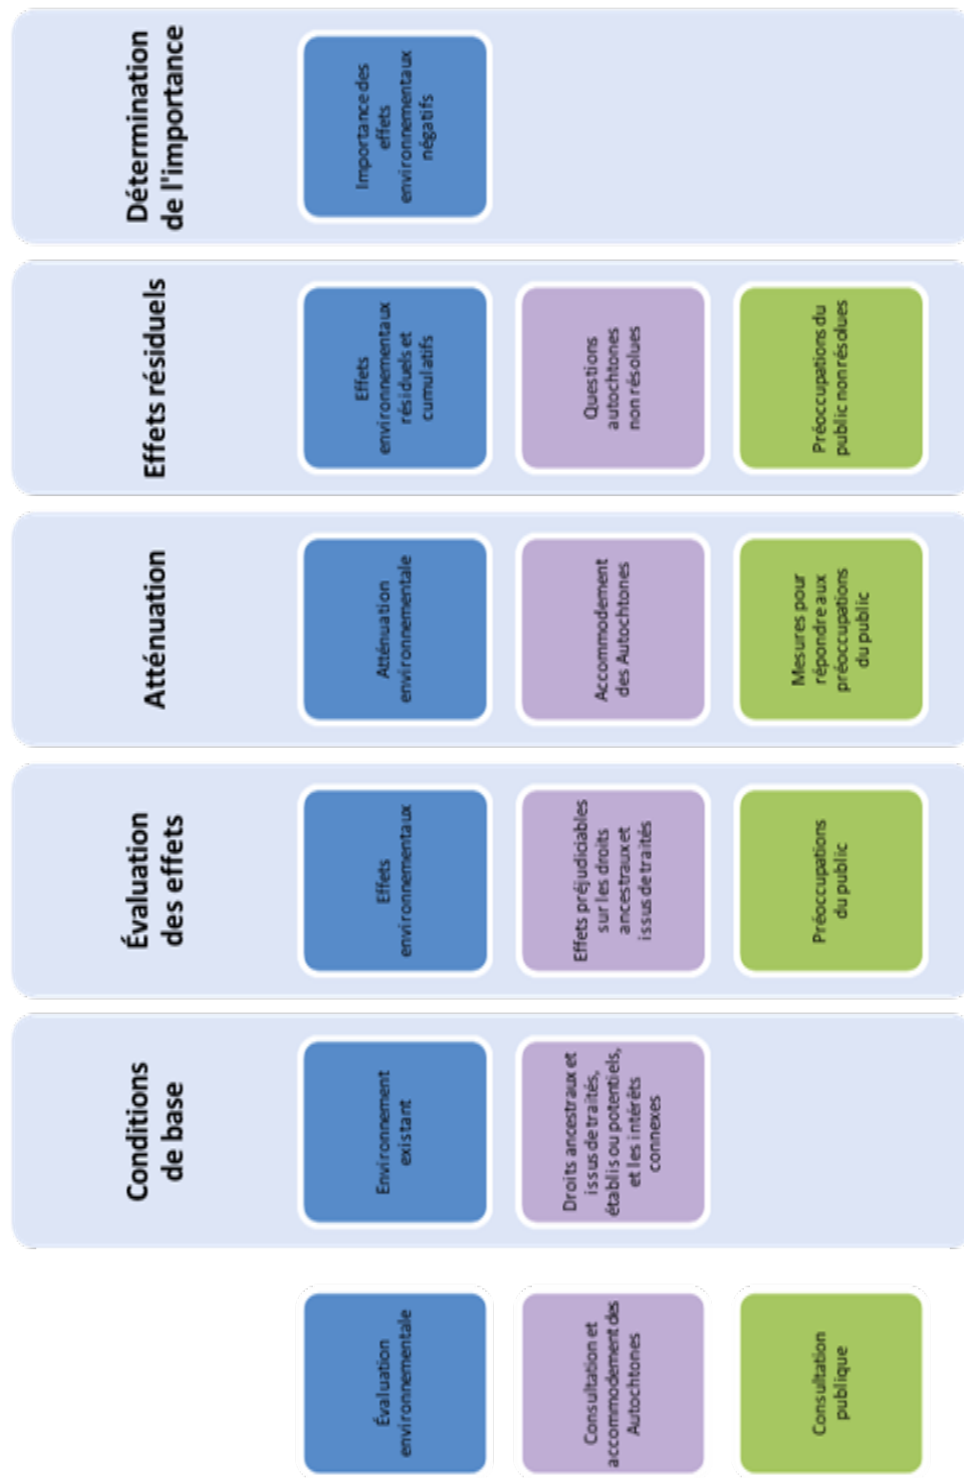 Conditions
de base
Évaluation
des effets
Atténuation
Effets résiduels
Détermination
de l'importance
Évaluation
environnementale
Environnement
existant
Effets
environnementaux
Atténuation
environnementale
Effets
environnementaux
résiduels et
cumulatifs
Importance des
effets
environnementaux
négatifs
Consultation et
accommodement des
Autochtones
Droits ancestraux et
issus de traités,
établis ou potentiels,
et les intérêts
connexes
Effets préjudiciables
sur les droits
ancestraux et
issus de traités
Accommodement
des Autochtones
Questions
autochtones
non résolues
Consultation
publique
Préoccupations
du public
Mesures pour
répondre aux
préoccupations
du public
Préoccupations du
public non résolues